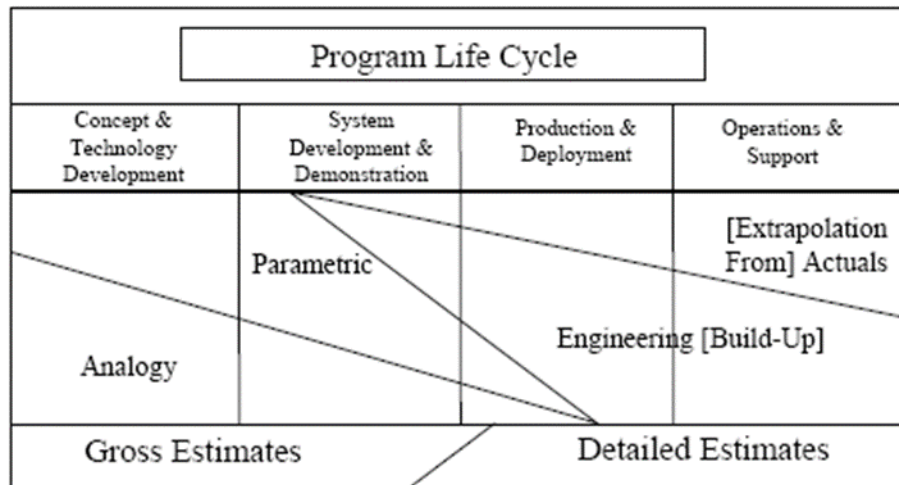 Program Life Cycle
Concept &
Technology
Development
System
Development &
Demonstration
Production &
Deployment
Operations &
Support
[Extrapolation
From] Actuals
Parametric
Engineering [Build-Up]
Analogy
Gross Estimates
Detailed Estimates